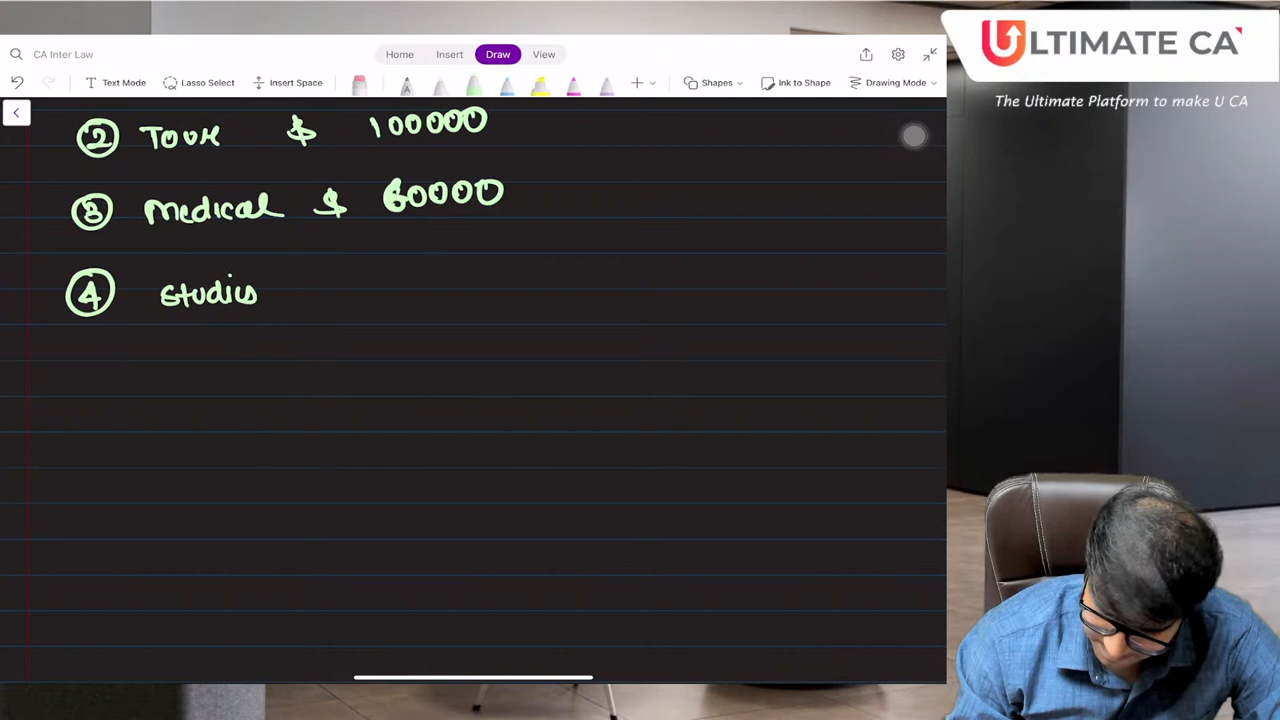 ULTIMATE CA
The Ultimate Platform to make U CA
CA Inter Law
Home Insert Draw View
Text Mode Lasso Select Insert Space Shapes Ink to Shape Drawing Mode
② Tour $ 100000
③ Medical $ 60000
④ Studies